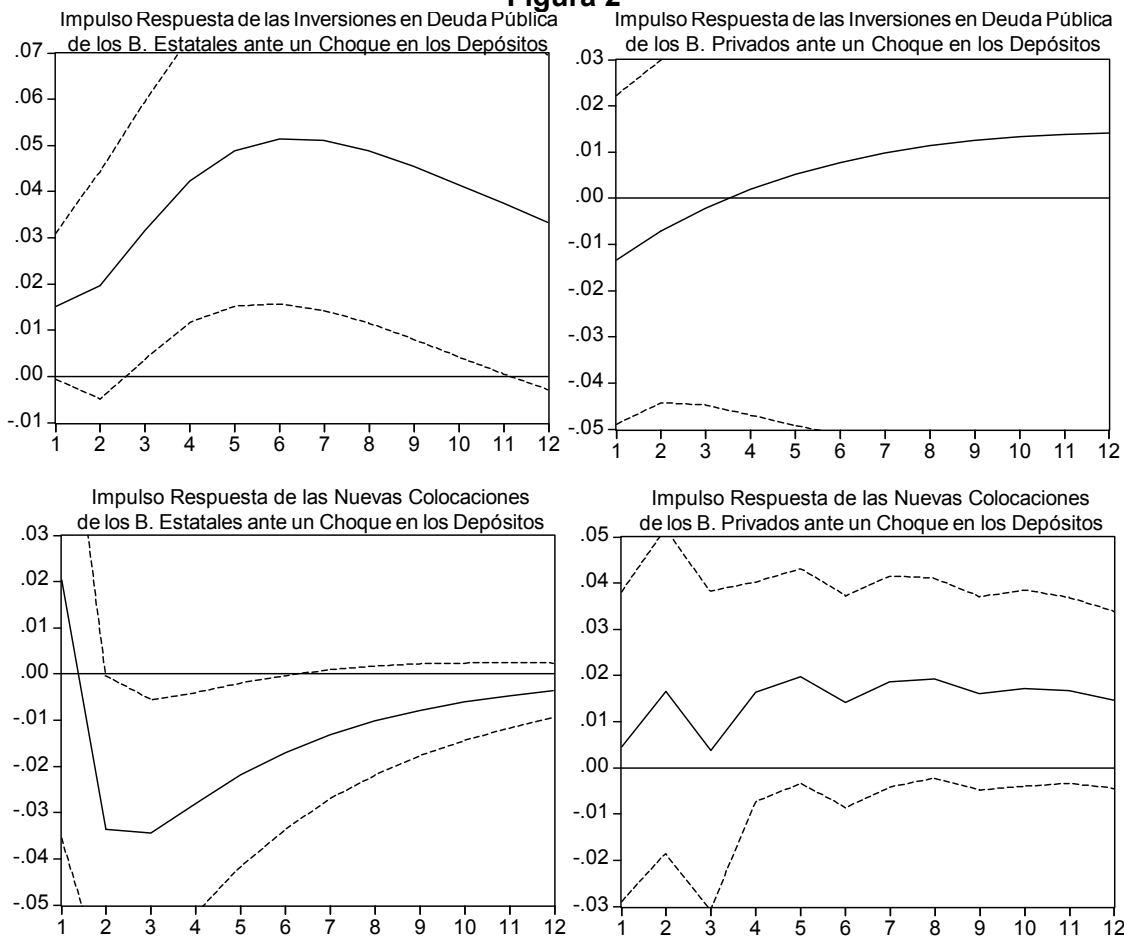 Figura 2
Impulso Respuesta de las Inversiones en Deuda Pública
de los B. Estatales ante un Choque en los Depósitos
.07
.06
.05
.04
.03
.02
.01
.00
-.01
1 2 3 4 5 6 7 8 9 10 11 12
Impulso Respuesta de las Inversiones en Deuda Pública
de los B. Privados ante un Choque en los Depósitos
.03
.02
.01
.00
-.01
-.02
-.03
-.04
-.05
1 2 3 4 5 6 7 8 9 10 11 12
Impulso Respuesta de las Nuevas Colocaciones
de los B. Estatales ante un Choque en los Depósitos
.03
.02
.01
.00
-.01
-.02
-.03
-.04
-.05
1 2 3 4 5 6 7 8 9 10 11 12
Impulso Respuesta de las Nuevas Colocaciones
de los B. Privados ante un Choque en los Depósitos
.05
.04
.03
.02
.01
.00
-.01
-.02
-.03
1 2 3 4 5 6 7 8 9 10 11 12